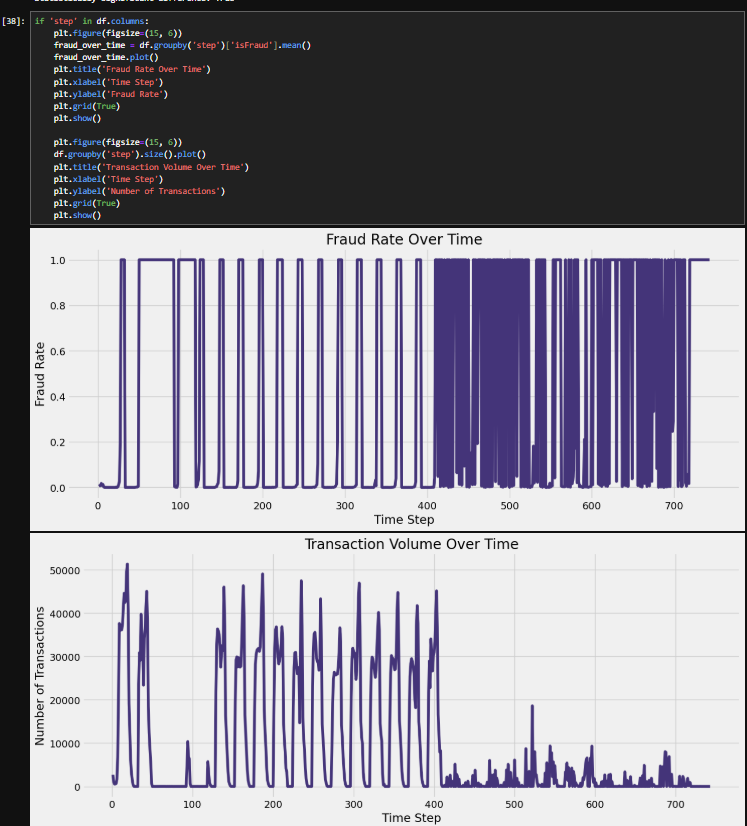 [38]: if 'step' in df.columns:
plt.figure(figsize=(15, 6))
fraud_over_time = df.groupby('step')['isFraud'].mean()
fraud_over_time.plot()
plt.title('Fraud Rate Over Time')
plt.xlabel('Time Step')
plt.ylabel('Fraud Rate')
plt.grid(True)
plt.show()
plt.figure(figsize=(15, 6))
df.groupby('step').size().plot()
plt.title('Transaction Volume Over Time')
plt.xlabel('Time Step')
plt.ylabel('Number of Transactions')
plt.grid(True)
plt.show()
Fraud Rate Over Time
1.0
0.8
0.6
0.4
0.2
0.0
Fraud Rate
0 100 200 300 400 500 600 700
Time Step
Transaction Volume Over Time
50000
40000
30000
20000
10000
0
Number of Transactions
0 100 200 300 400 500 600 700
Time Step